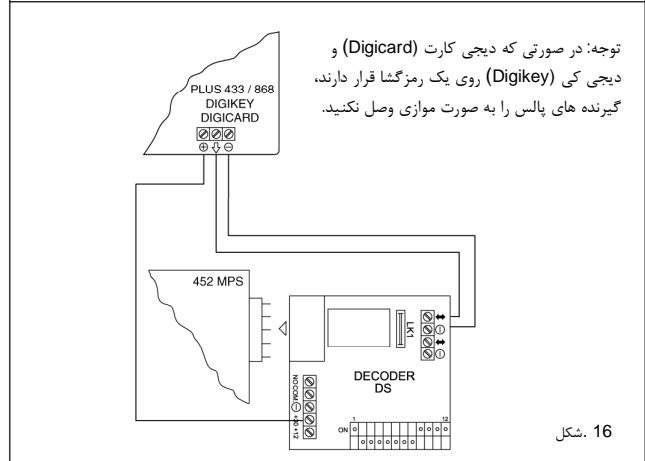 توجه: در صورتی که دیجی کارت (Digicard) و
دیجی کی (Digikey) روی یک رمزگشا قرار دارند،
گیرنده های پالس را به صورت موازی وصل نکنید.
PLUS 433 / 868
DIGIKEY
DIGICARD
452 MPS
LK1
DECODER
DS
NO COM
+12
1 12
ON
16 .شکل